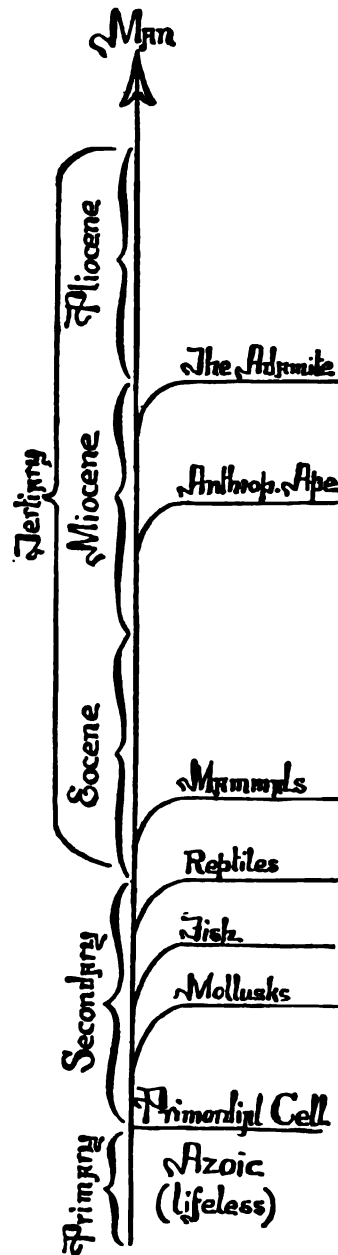 Man
Pliocene
The Adamite
Tertiary
Miocene
Anthrop. Ape
Eocene
Mammals
Reptiles
Secondary
Fish
Mollusks
Primordial Cell
Primary
Azoic
(lifeless)